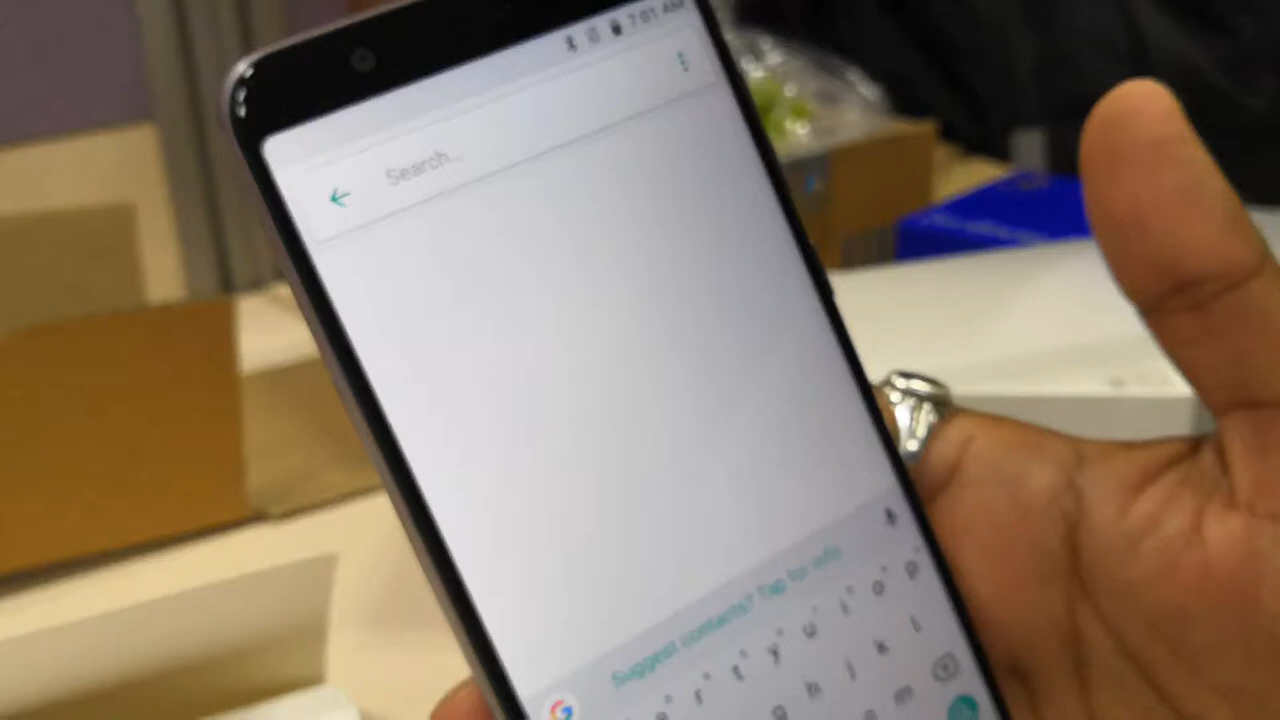 7:01 AM
Search...
Suggest contacts? Tap for info.
e r t y u i o p
h j k l
G